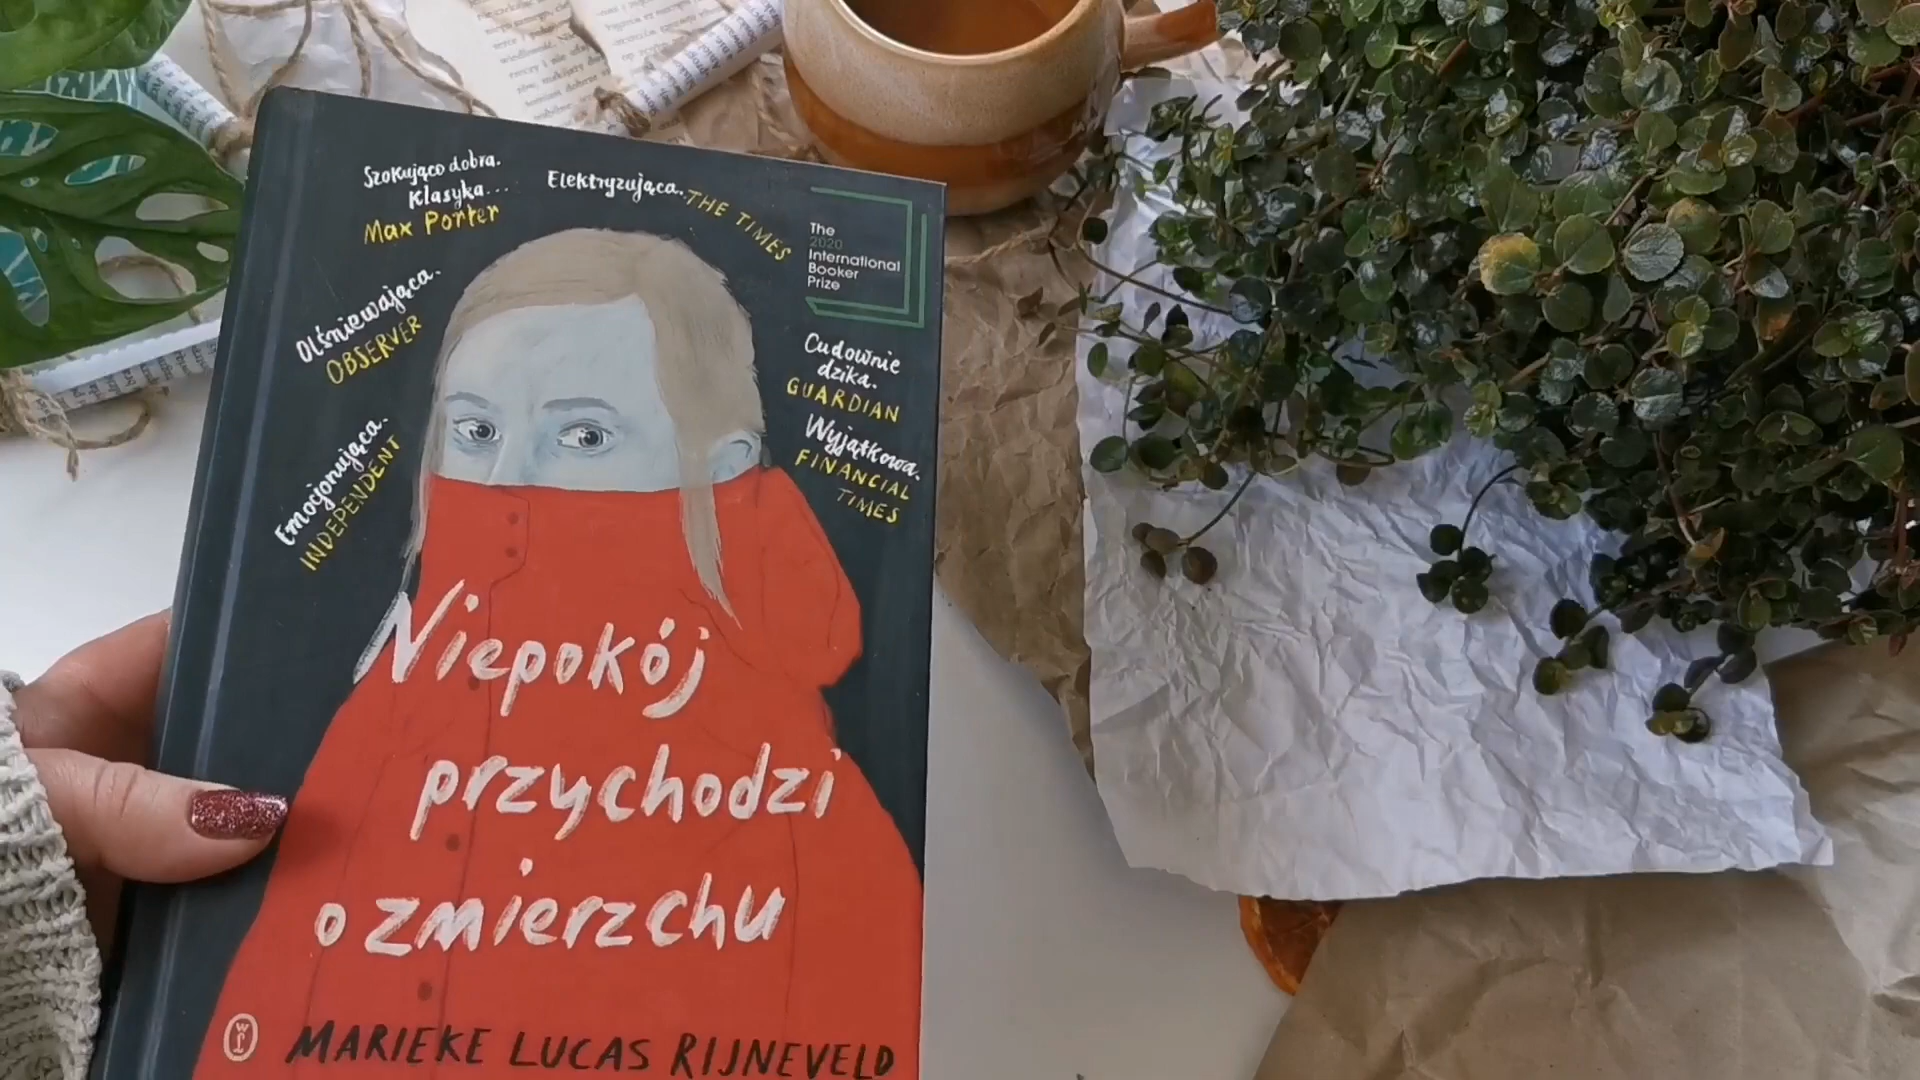 Szokująco dobra.
Klasyka...
Max Porter
Elektryzująca.
THE TIMES
The
2020
International
Booker
Prize
Olśniewająca.
OBSERVER
Cudownie
dzika.
GUARDIAN
Emocjonująca.
INDEPENDENT
Wyjątkowa.
FINANCIAL
TIMES
Niepokój
przychodzi
o zmierzchu
WL
MARIEKE LUCAS RIJNEVELD